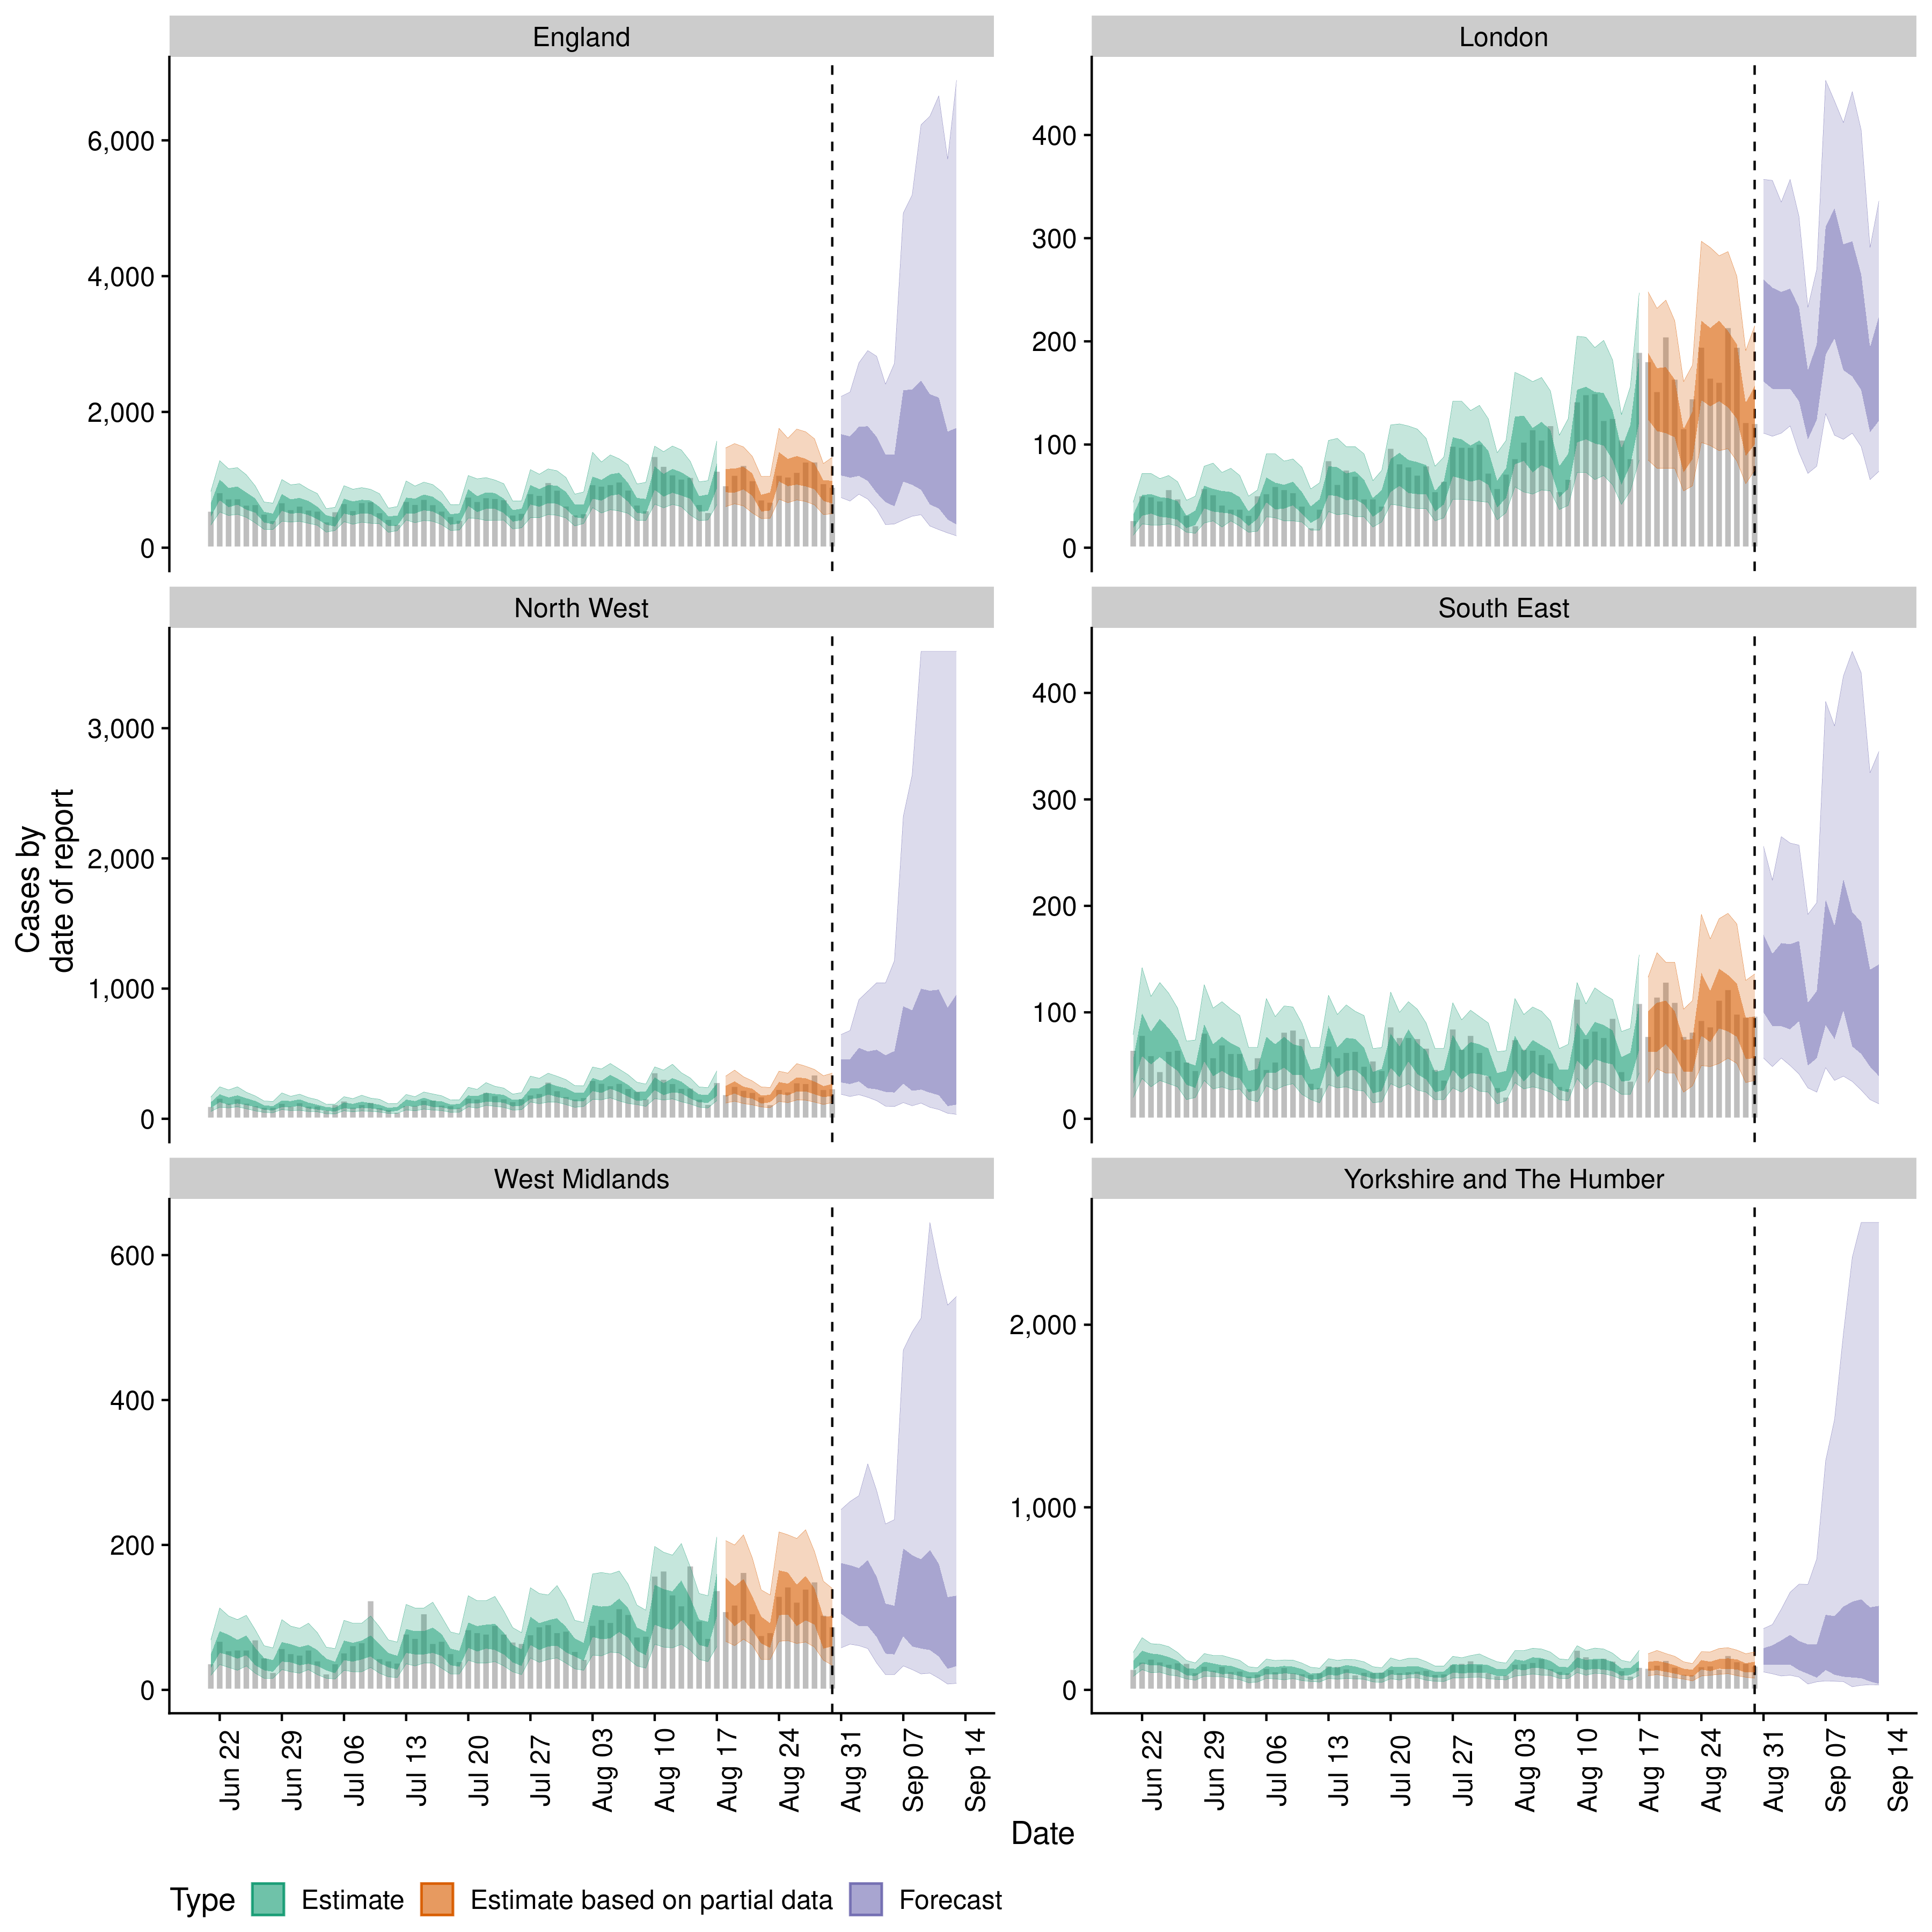 England
London
6,000
4,000
2,000
0
400
300
200
100
0
North West
South East
3,000
2,000
1,000
0
400
300
200
100
0
Cases by
date of report
West Midlands
Yorkshire and The Humber
600
400
200
0
2,000
1,000
0
Jun 22 Jun 29 Jul 06 Jul 13 Jul 20 Jul 27 Aug 03 Aug 10 Aug 17 Aug 24 Aug 31 Sep 07 Sep 14
Jun 22 Jun 29 Jul 06 Jul 13 Jul 20 Jul 27 Aug 03 Aug 10 Aug 17 Aug 24 Aug 31 Sep 07 Sep 14
Date
Type Estimate Estimate based on partial data Forecast